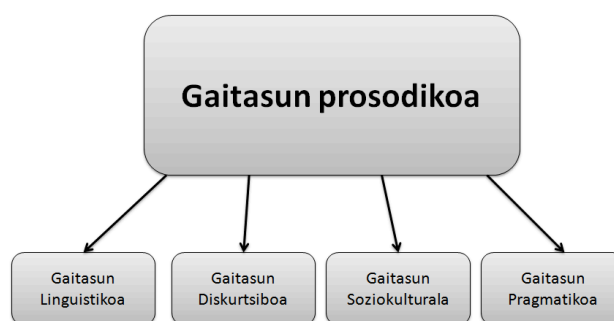 Gaitasun prosodikoa
Gaitasun
Linguistikoa
Gaitasun
Diskurtsiboa
Gaitasun
Soziokulturala
Gaitasun
Pragmatikoa